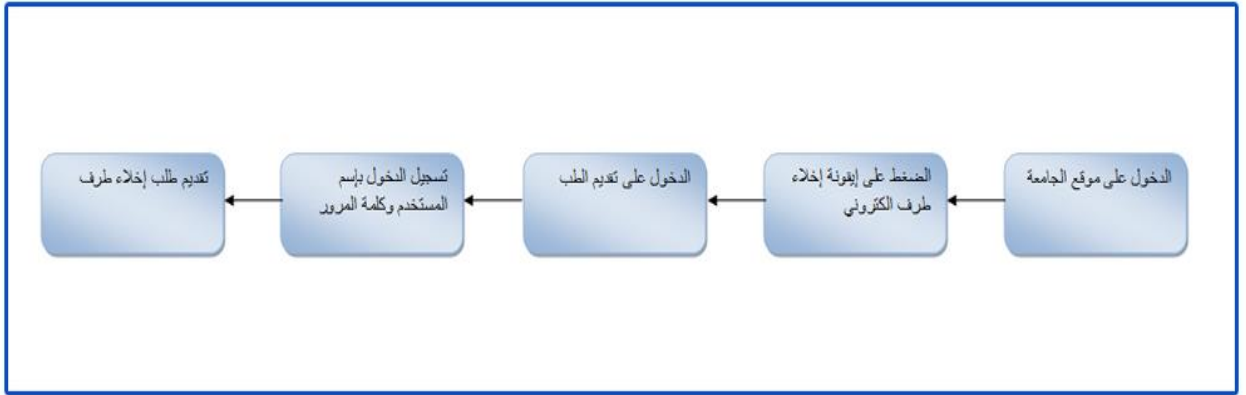 الدخول على موقع الجامعة
الضغط على إيقونة إخلاء
طرف الكتروني
الدخول على تقديم الطب
تسجيل الدخول بإسم
المستخدم وكلمة المرور
تقديم طلب إخلاء طرف